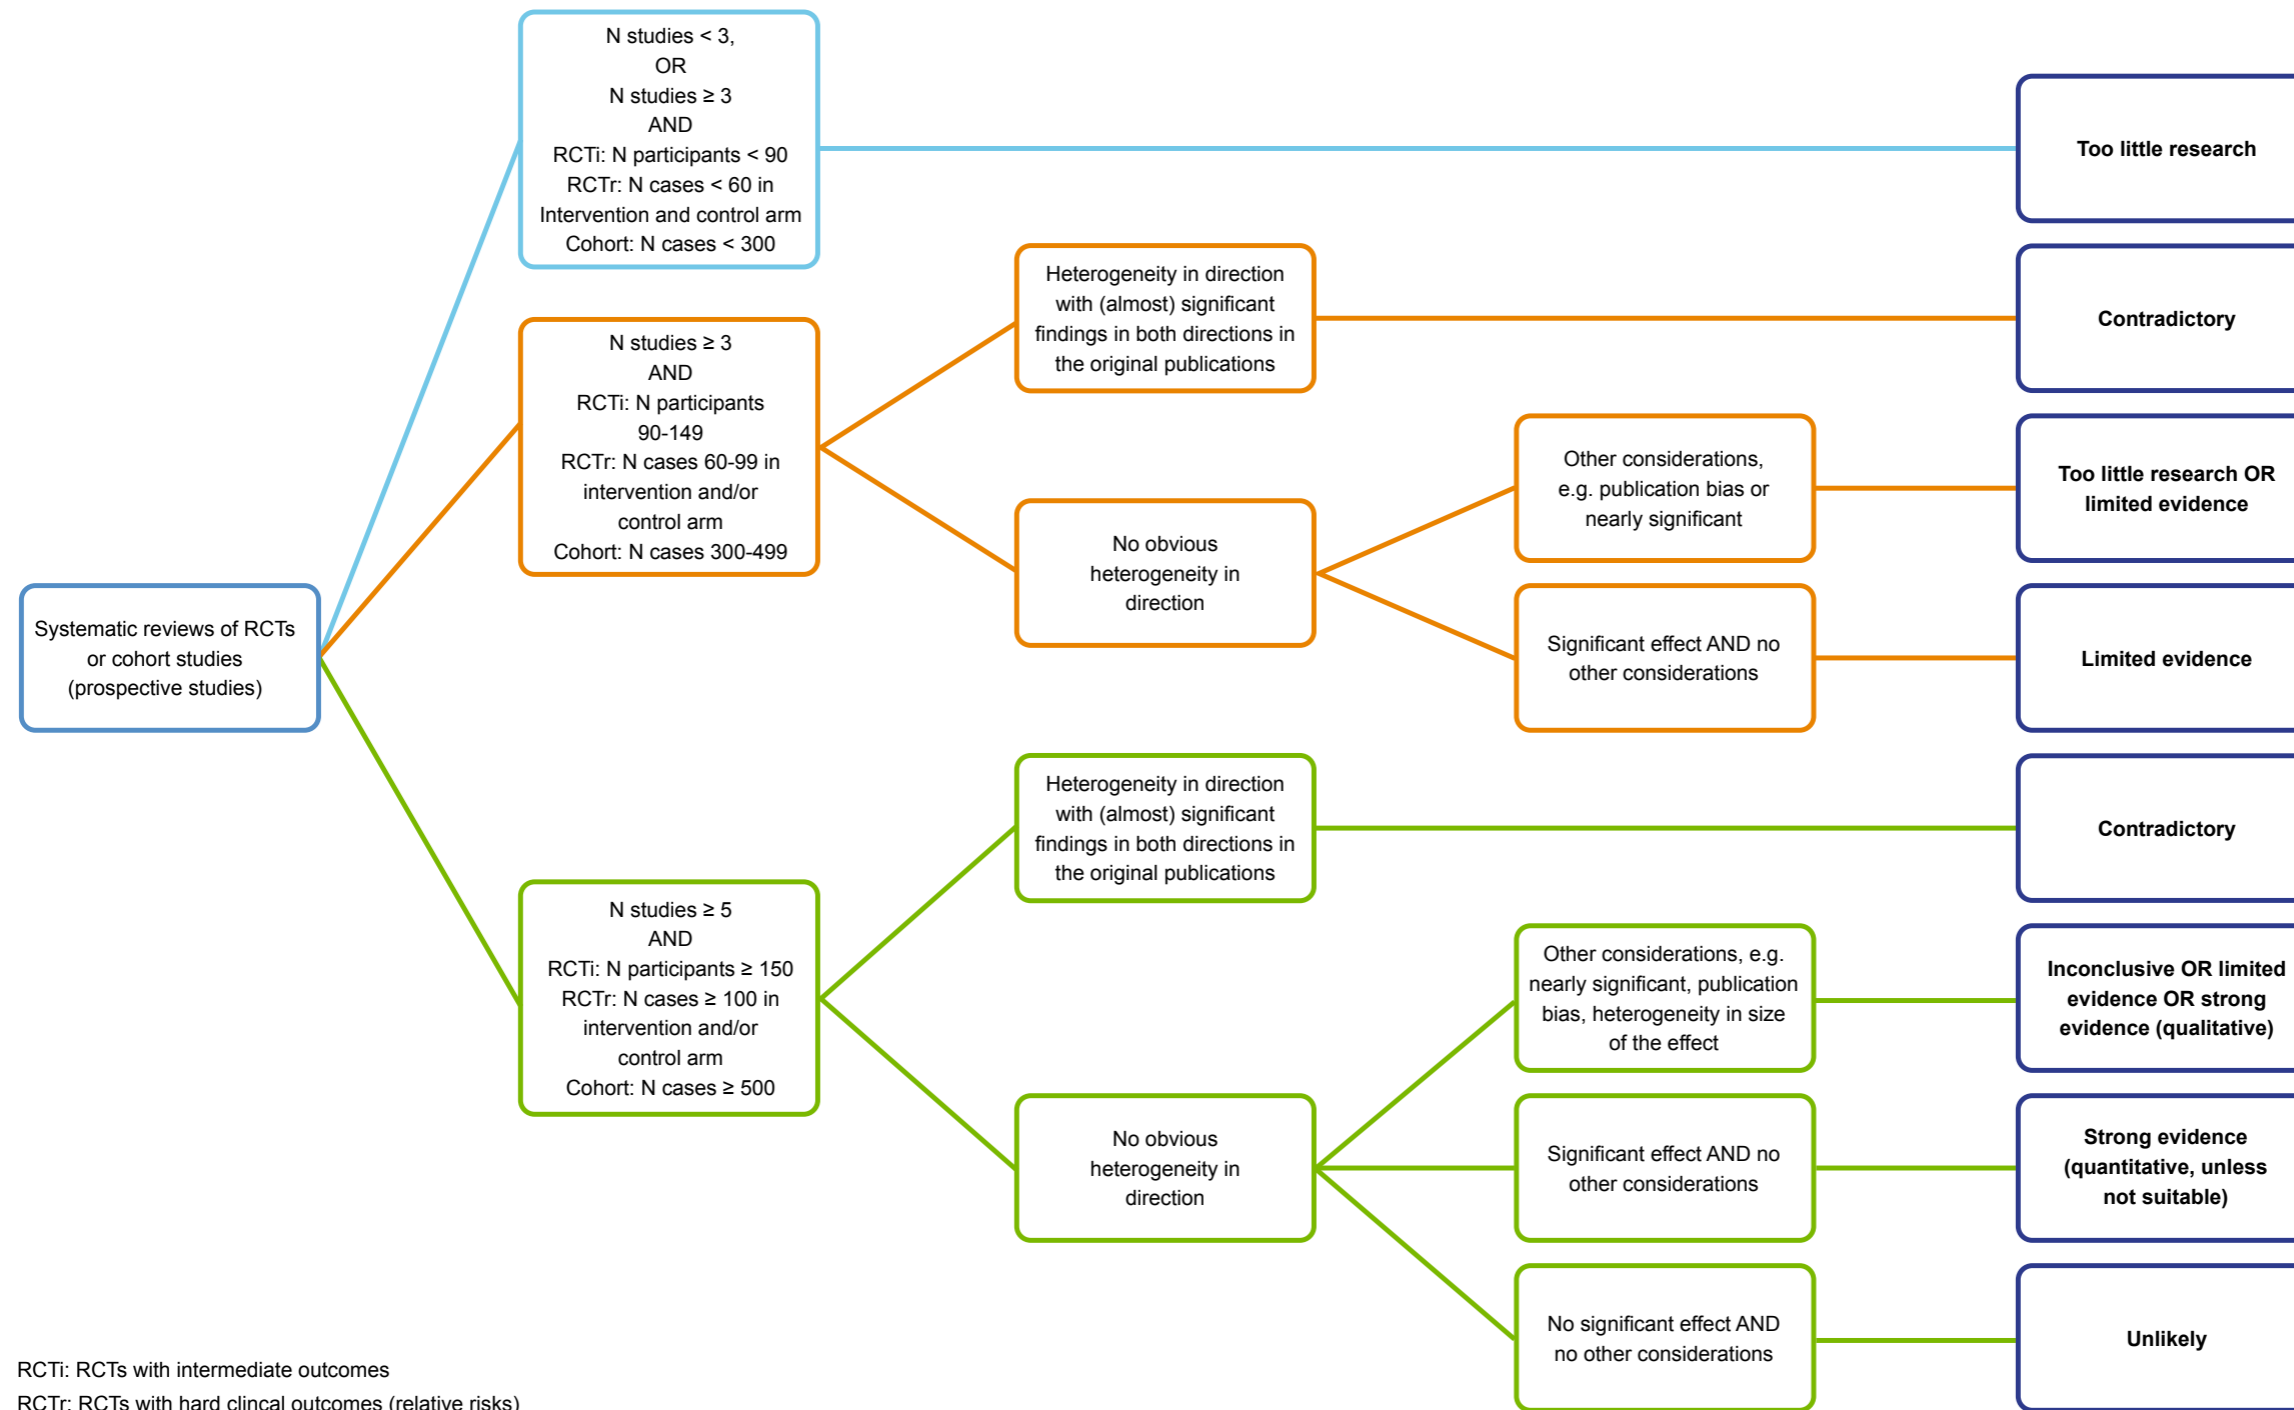 N studies < 3,
OR
N studies ≥ 3
AND
RCTi: N participants < 90
RCTr: N cases < 60 in
Intervention and control arm
Cohort: N cases < 300
Too little research
Heterogeneity in direction
with (almost) significant
findings in both directions in
the original publications
Contradictory
N studies ≥ 3
AND
RCTi: N participants
90-149
RCTr: N cases 60-99 in
intervention and/or
control arm
Cohort: N cases 300-499
Other considerations,
e.g. publication bias or
nearly significant
Too little research OR
limited evidence
No obvious
heterogeneity in
direction
Systematic reviews of RCTs
or cohort studies
(prospective studies)
Significant effect AND no
other considerations
Limited evidence
Heterogeneity in direction
with (almost) significant
findings in both directions in
the original publications
Contradictory
N studies ≥ 5
AND
RCTi: N participants ≥ 150
RCTr: N cases ≥ 100 in
intervention and/or
control arm
Cohort: N cases ≥ 500
Other considerations, e.g.
nearly significant, publication
bias, heterogeneity in size
of the effect
Inconclusive OR limited
evidence OR strong
evidence (qualitative)
No obvious
heterogeneity in
direction
Significant effect AND no
other considerations
Strong evidence
(quantitative, unless
not suitable)
No significant effect AND
no other considerations
Unlikely
RCTi: RCTs with intermediate outcomes
RCTr: RCTs with hard clincal outcomes (relative risks)